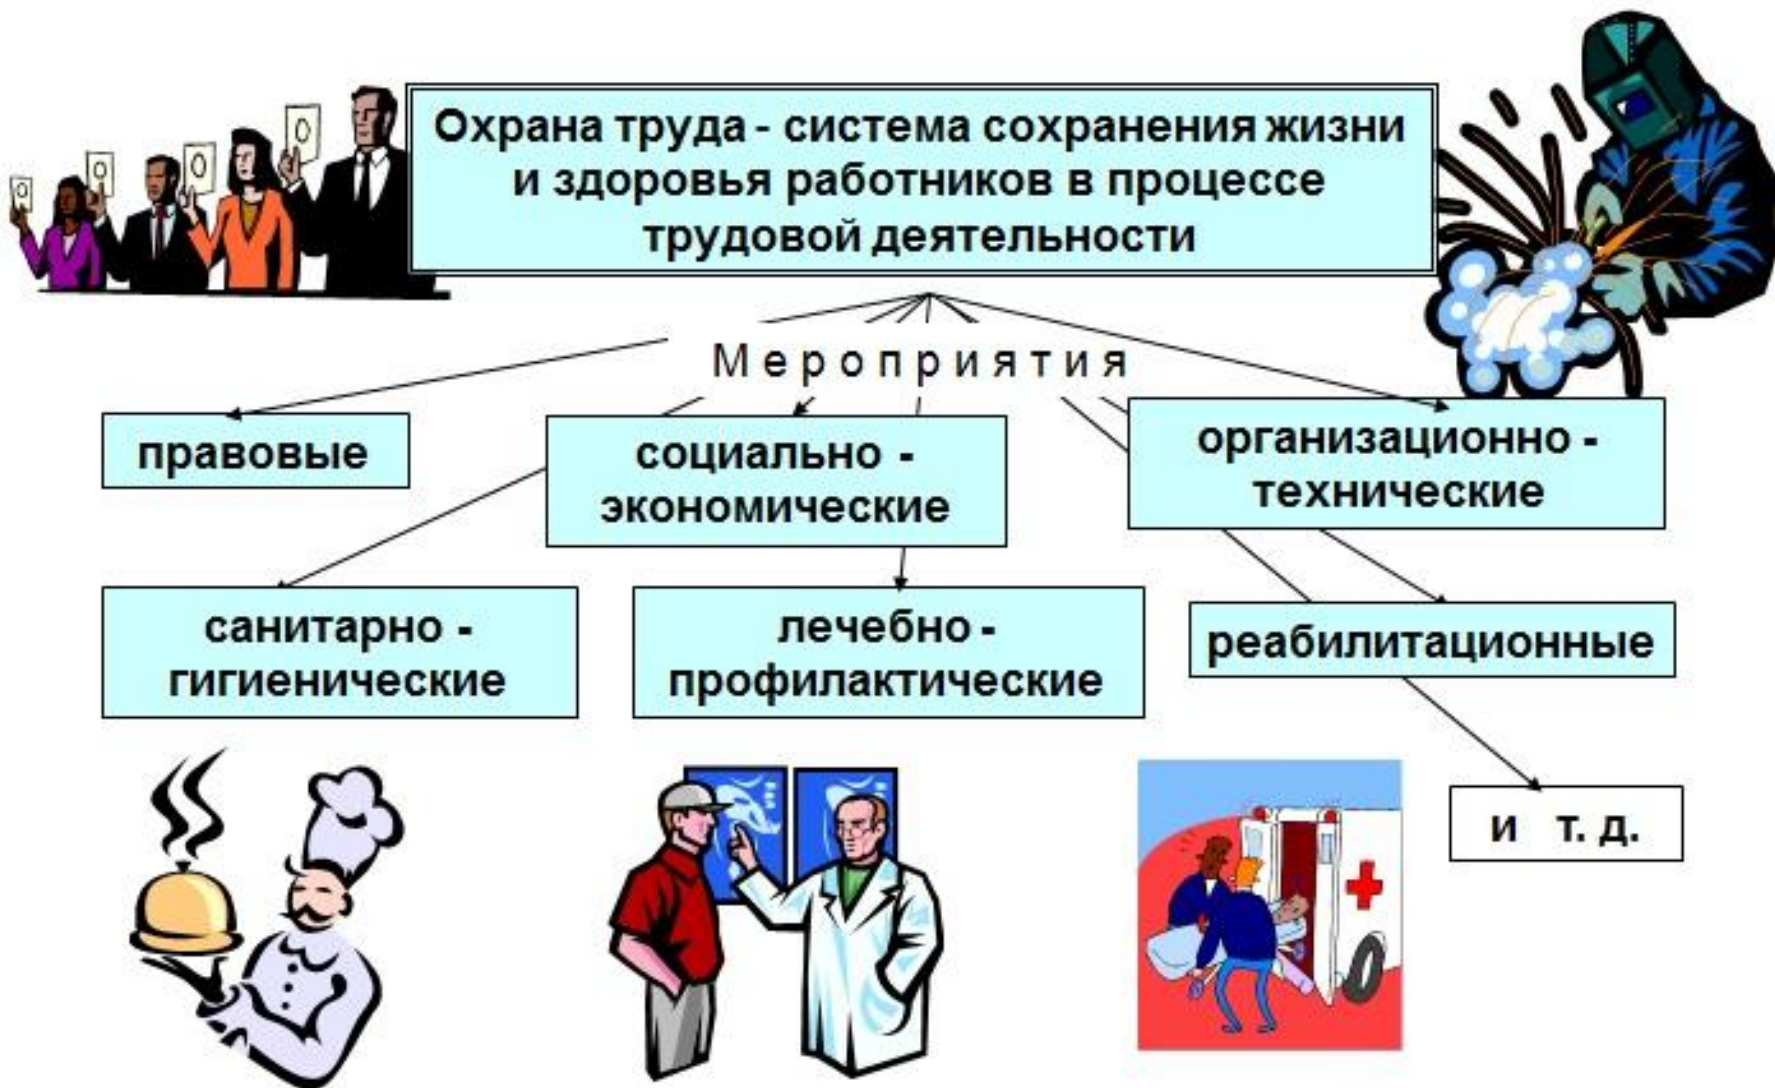 Охрана труда - система сохранения жизни
и здоровья работников в процессе
трудовой деятельности
Мероприятия
правовые
социально -
экономические
организационно -
технические
санитарно -
гигиенические
лечебно -
профилактические
реабилитационные
и т. д.